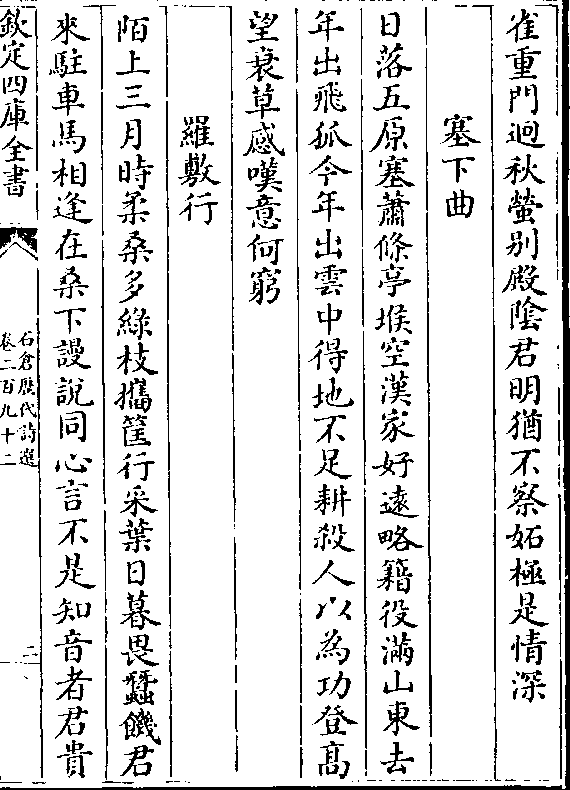 雀重門迥秋螢别殿陰君明猶不察妬極是情深
塞下曲
日落五原塞蕭條亭堠空漢家好遠略籍役滿山東去
年出飛狐今年出雲中得地不足耕殺人以為功登髙
望衰草感嘆意何窮
羅敷行
陌上三月時柔桑多綠枝攜筐行采葉日暮畏蠶饑君
來駐車馬相逢在桑下謾說同心言不是知音者君貴
欽定四庫全書
石倉歴代詩選
卷二百九十二
二